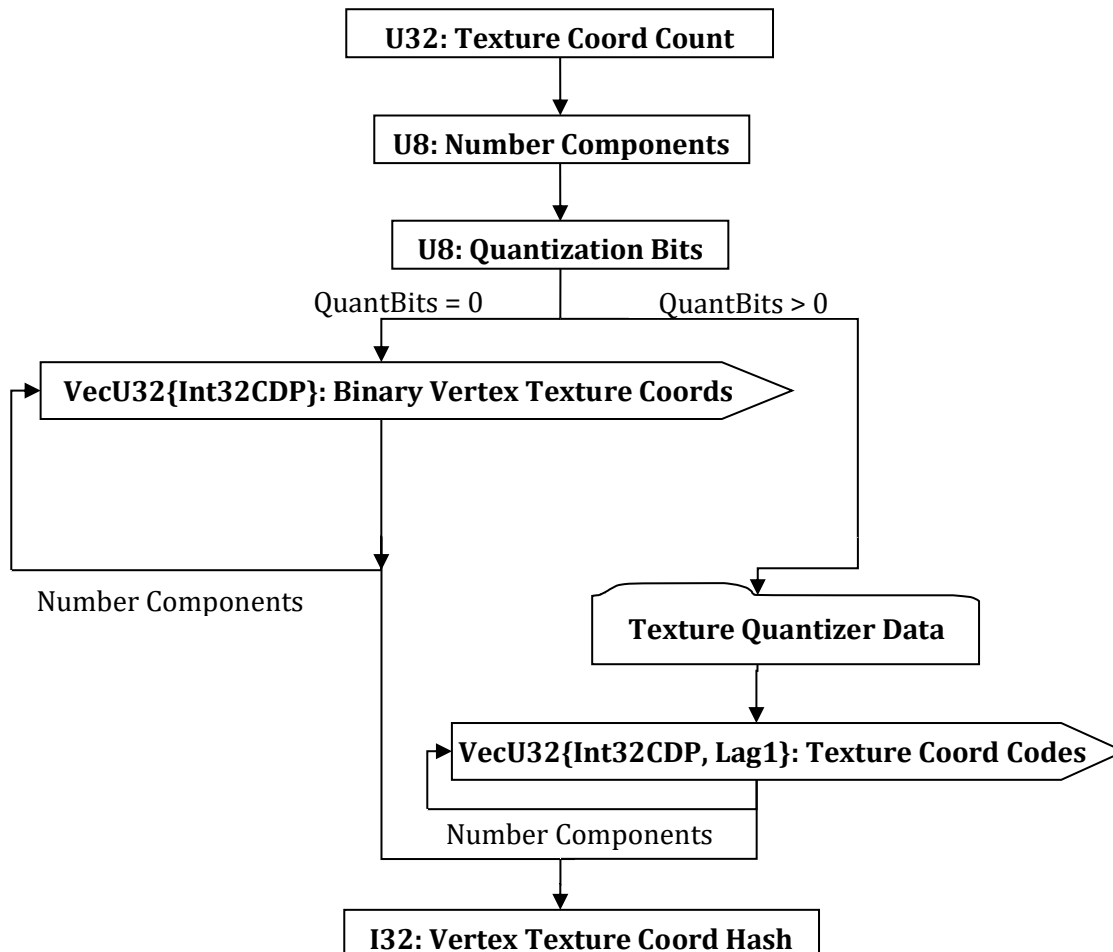 U32: Texture Coord Count
U8: Number Components
U8: Quantization Bits
QuantBits = 0
QuantBits > 0
VecU32{Int32CDP}: Binary Vertex Texture Coords
Number Components
Texture Quantizer Data
VecU32{Int32CDP, Lag1}: Texture Coord Codes
Number Components
I32: Vertex Texture Coord Hash